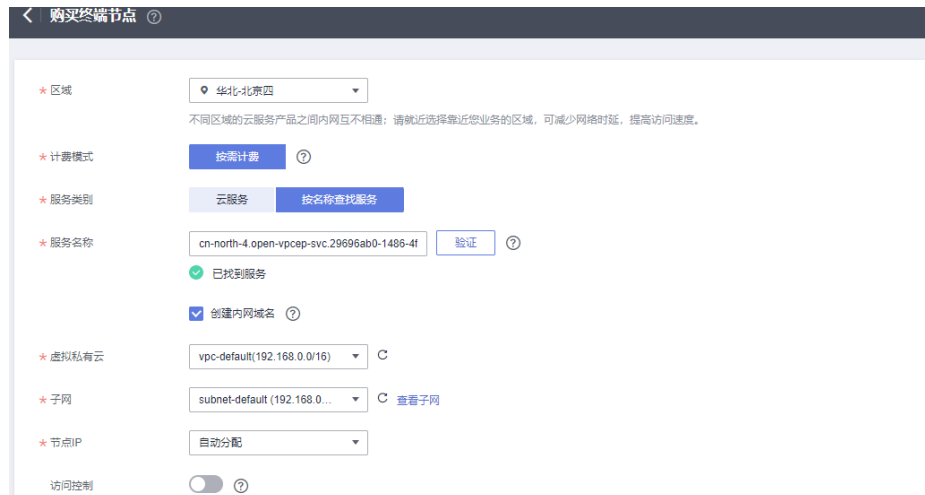 购买终端节点 ?
* 区域 华北-北京四
不同区域的云服务产品之间内网互不相通；请就近选择靠近您业务的区域，可减少网络时延，提高访问速度。
* 计费模式 按需计费 ?
* 服务类别 云服务 按名称查找服务
* 服务名称 cn-north-4.open-vpcep-svc.29696ab0-1486-4f 验证 ?
已找到服务
创建内网域名 ?
* 虚拟私有云 vpc-default(192.168.0.0/16)
* 子网 subnet-default (192.168.0... 查看子网
* 节点IP 自动分配
访问控制 ?